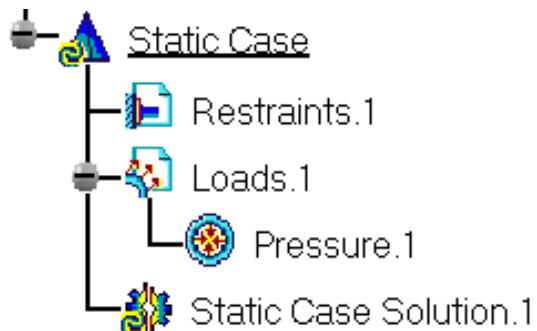 Static Case
Restraints.1
Loads.1
Pressure.1
Static Case Solution.1